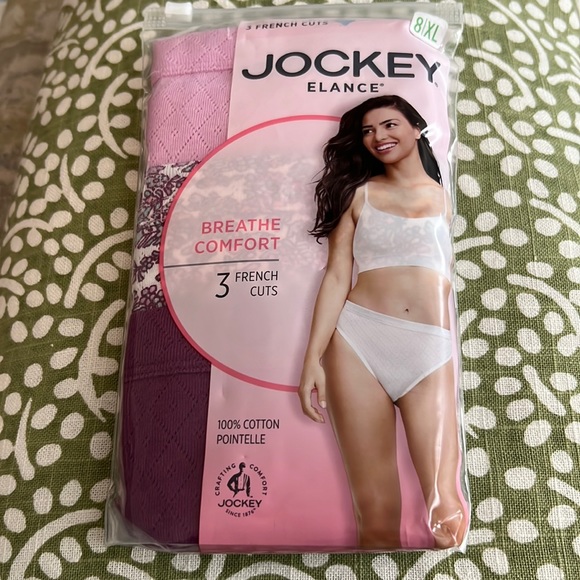 3 FRENCH CUTS
8/XL
JOCKEY
ELANCE®
BREATHE
COMFORT
3 FRENCH
CUTS
100% COTTON
POINTELLE
CRAFTING COMFORT
JOCKEY
SINCE 1876